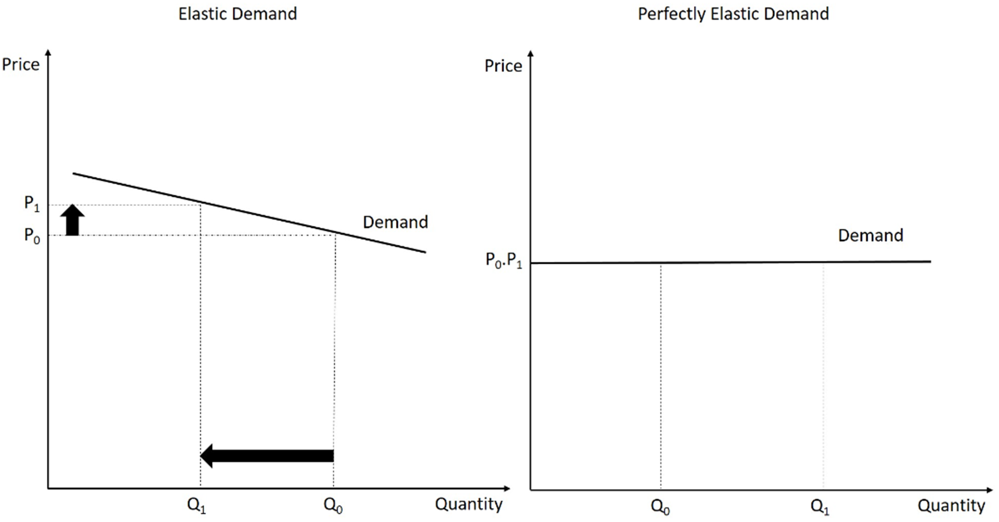 Elastic Demand
Price
P₁
P₀
Demand
Q₁
Q₀
Quantity
Perfectly Elastic Demand
Price
Demand
P₀.P₁
Q₀
Q₁
Quantity